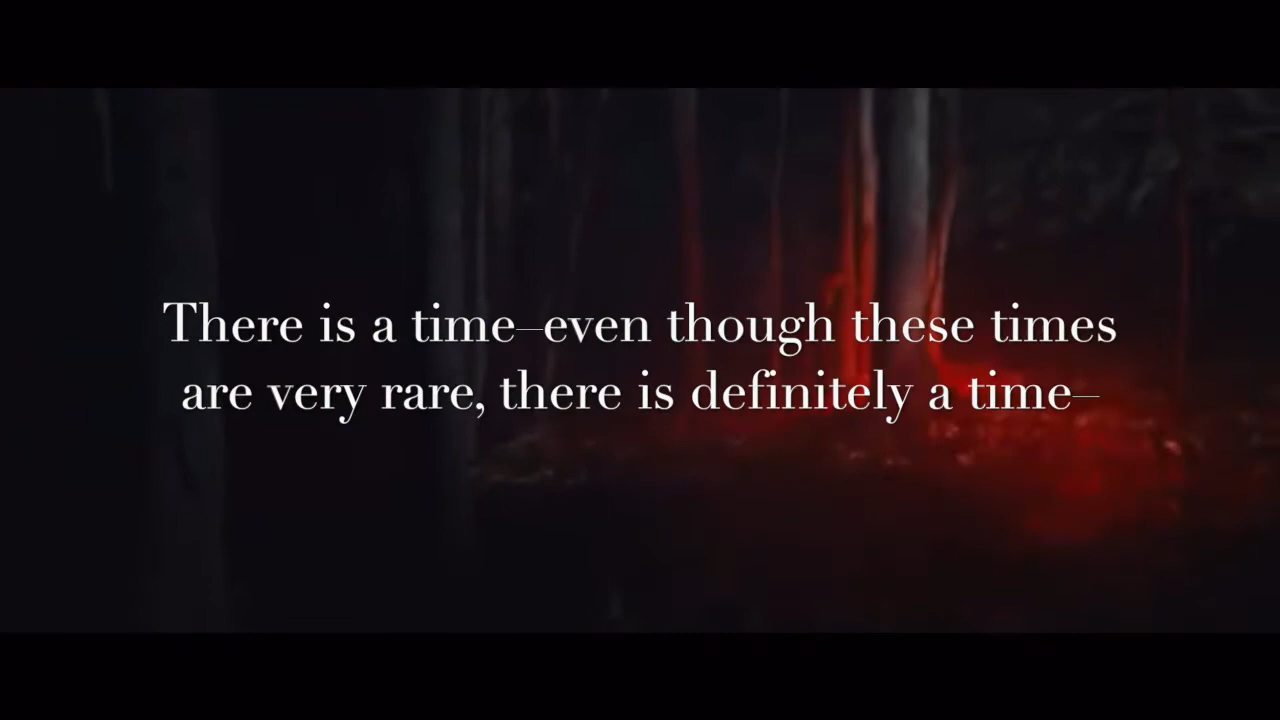 There is a time–even though these times
are very rare, there is definitely a time–